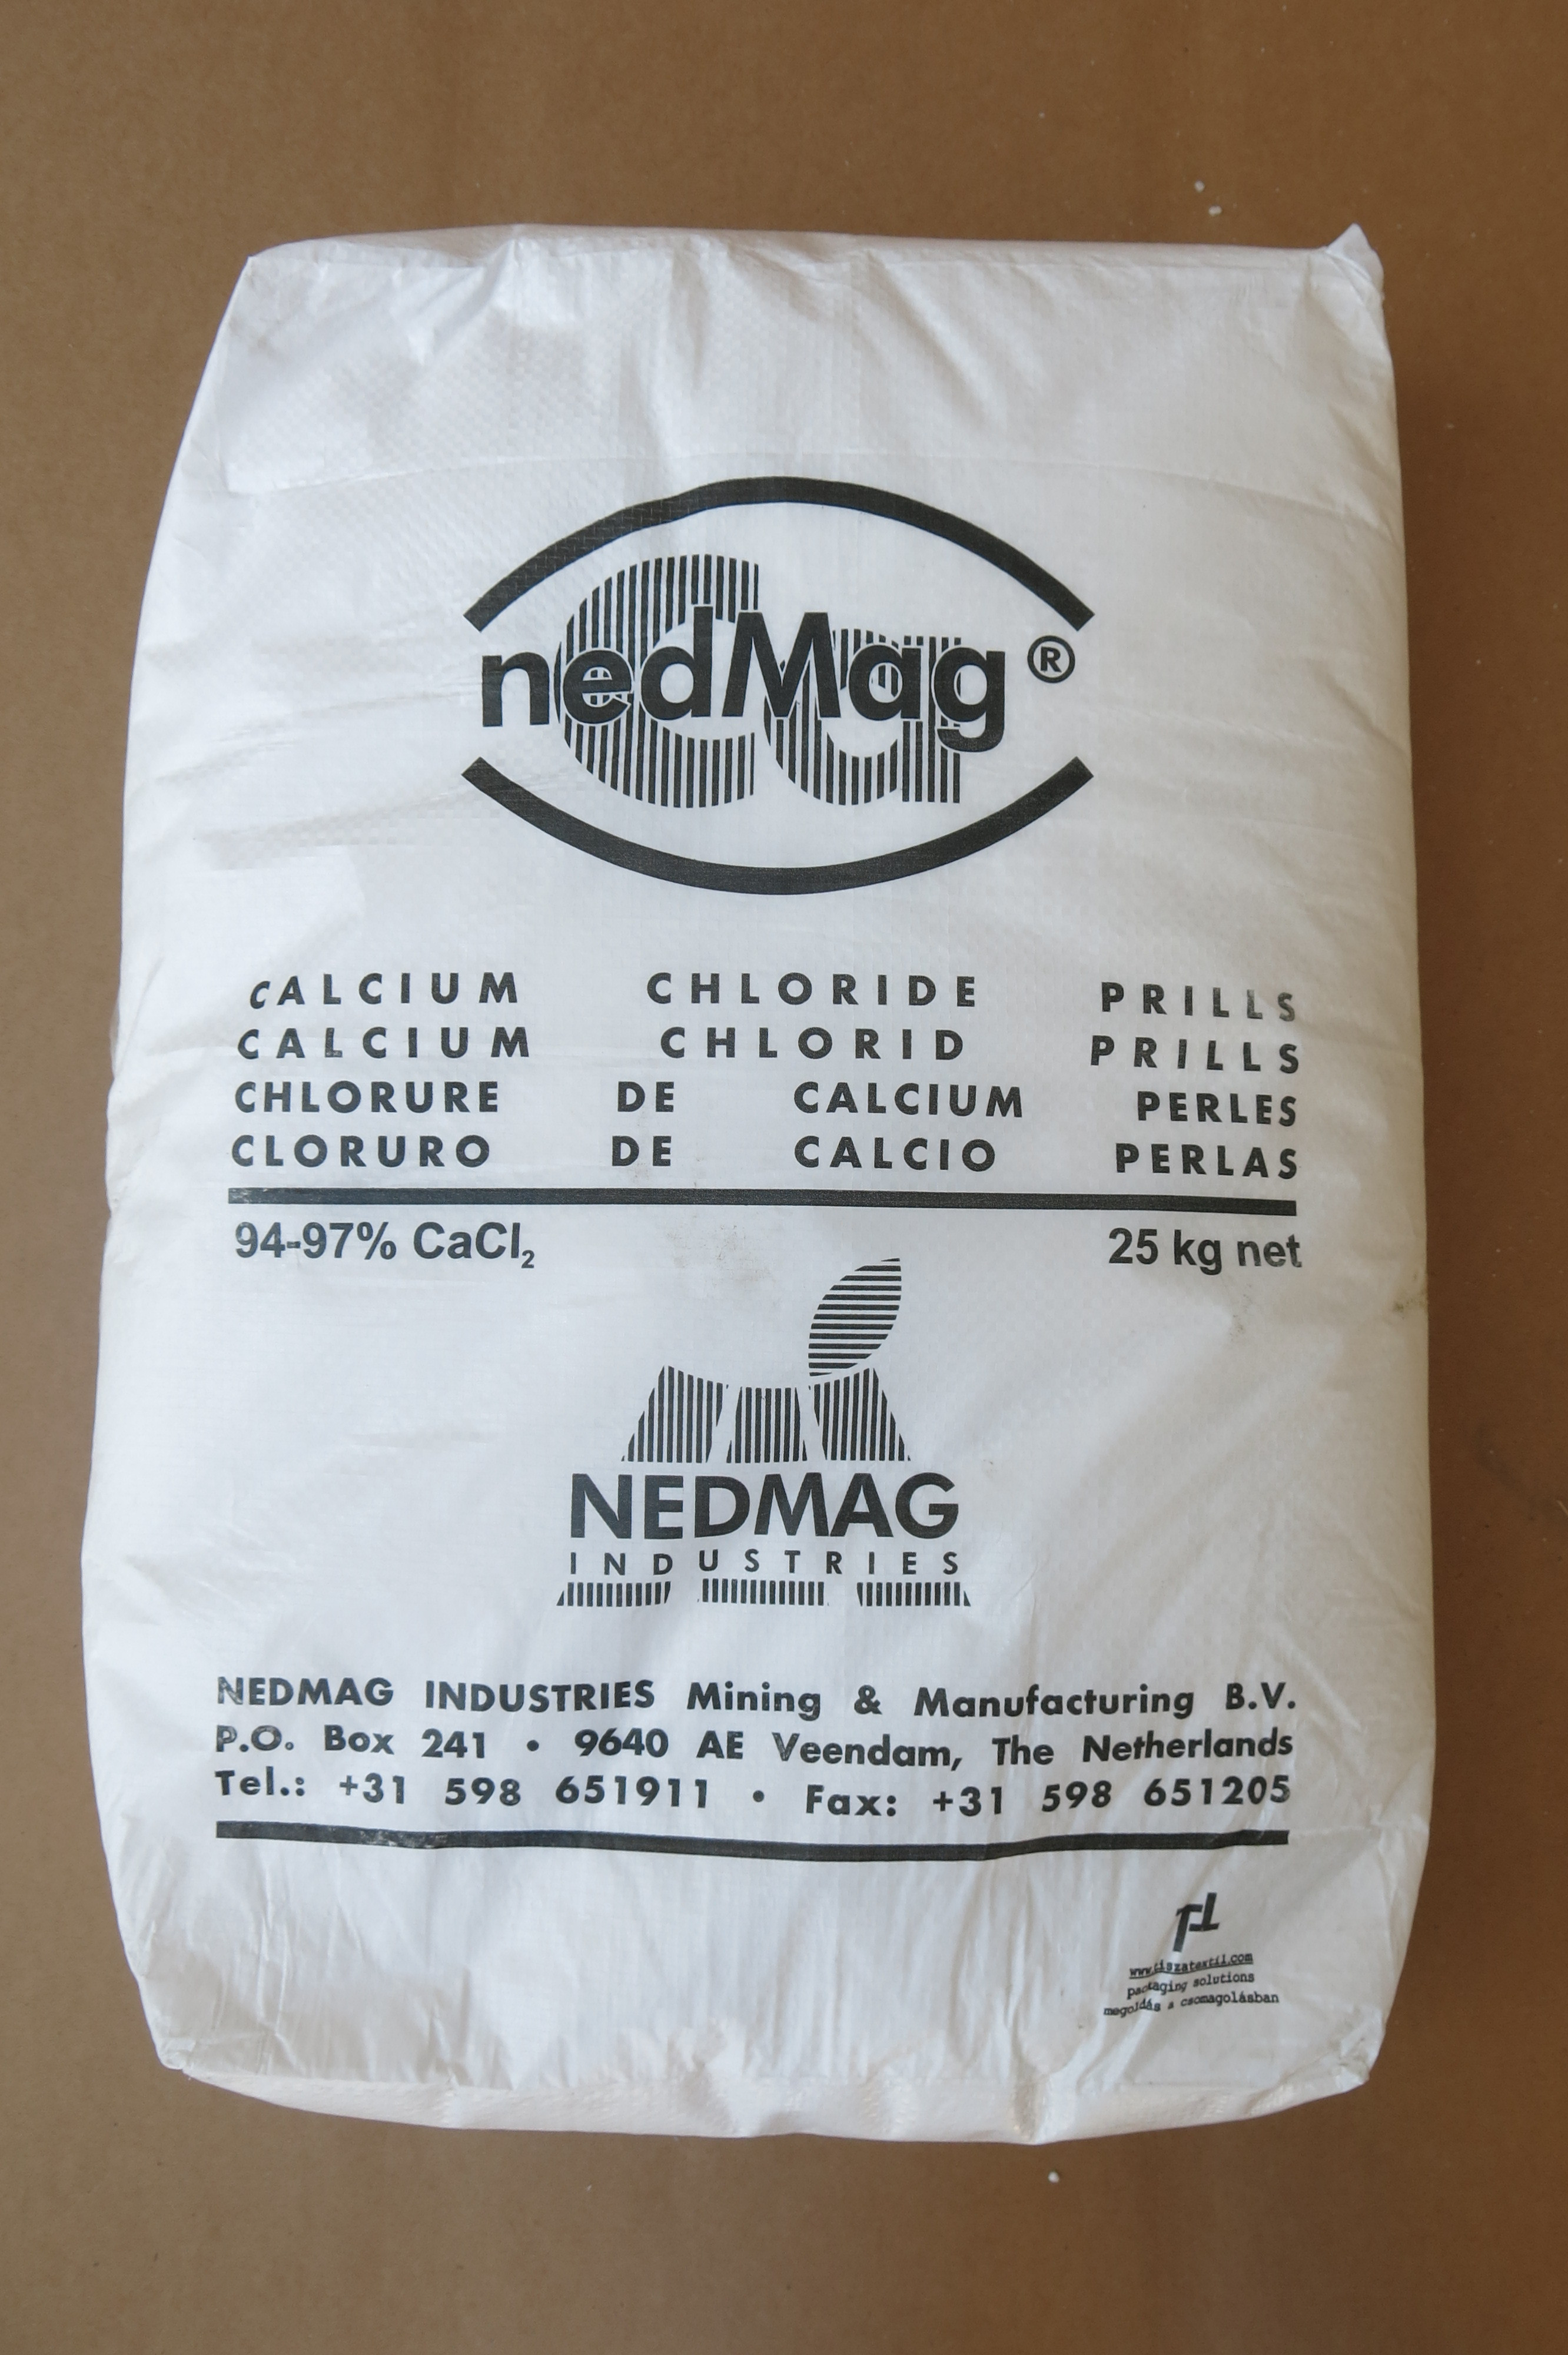 Ca
nedMag®
CALCIUM CHLORIDE PRILLS
CALCIUM CHLORID PRILLS
CHLORURE DE CALCIUM PERLES
CLORURO DE CALCIO PERLAS
94-97% CaCl₂ 25 kg net
NEDMAG
INDUSTRIES
NEDMAG INDUSTRIES Mining & Manufacturing B.V.
P.O. Box 241 • 9640 AE Veendam, The Netherlands
Tel.: +31 598 651911 • Fax: +31 598 651205
www.tiszatextil.com
packaging solutions
megoldás a csomagolásban